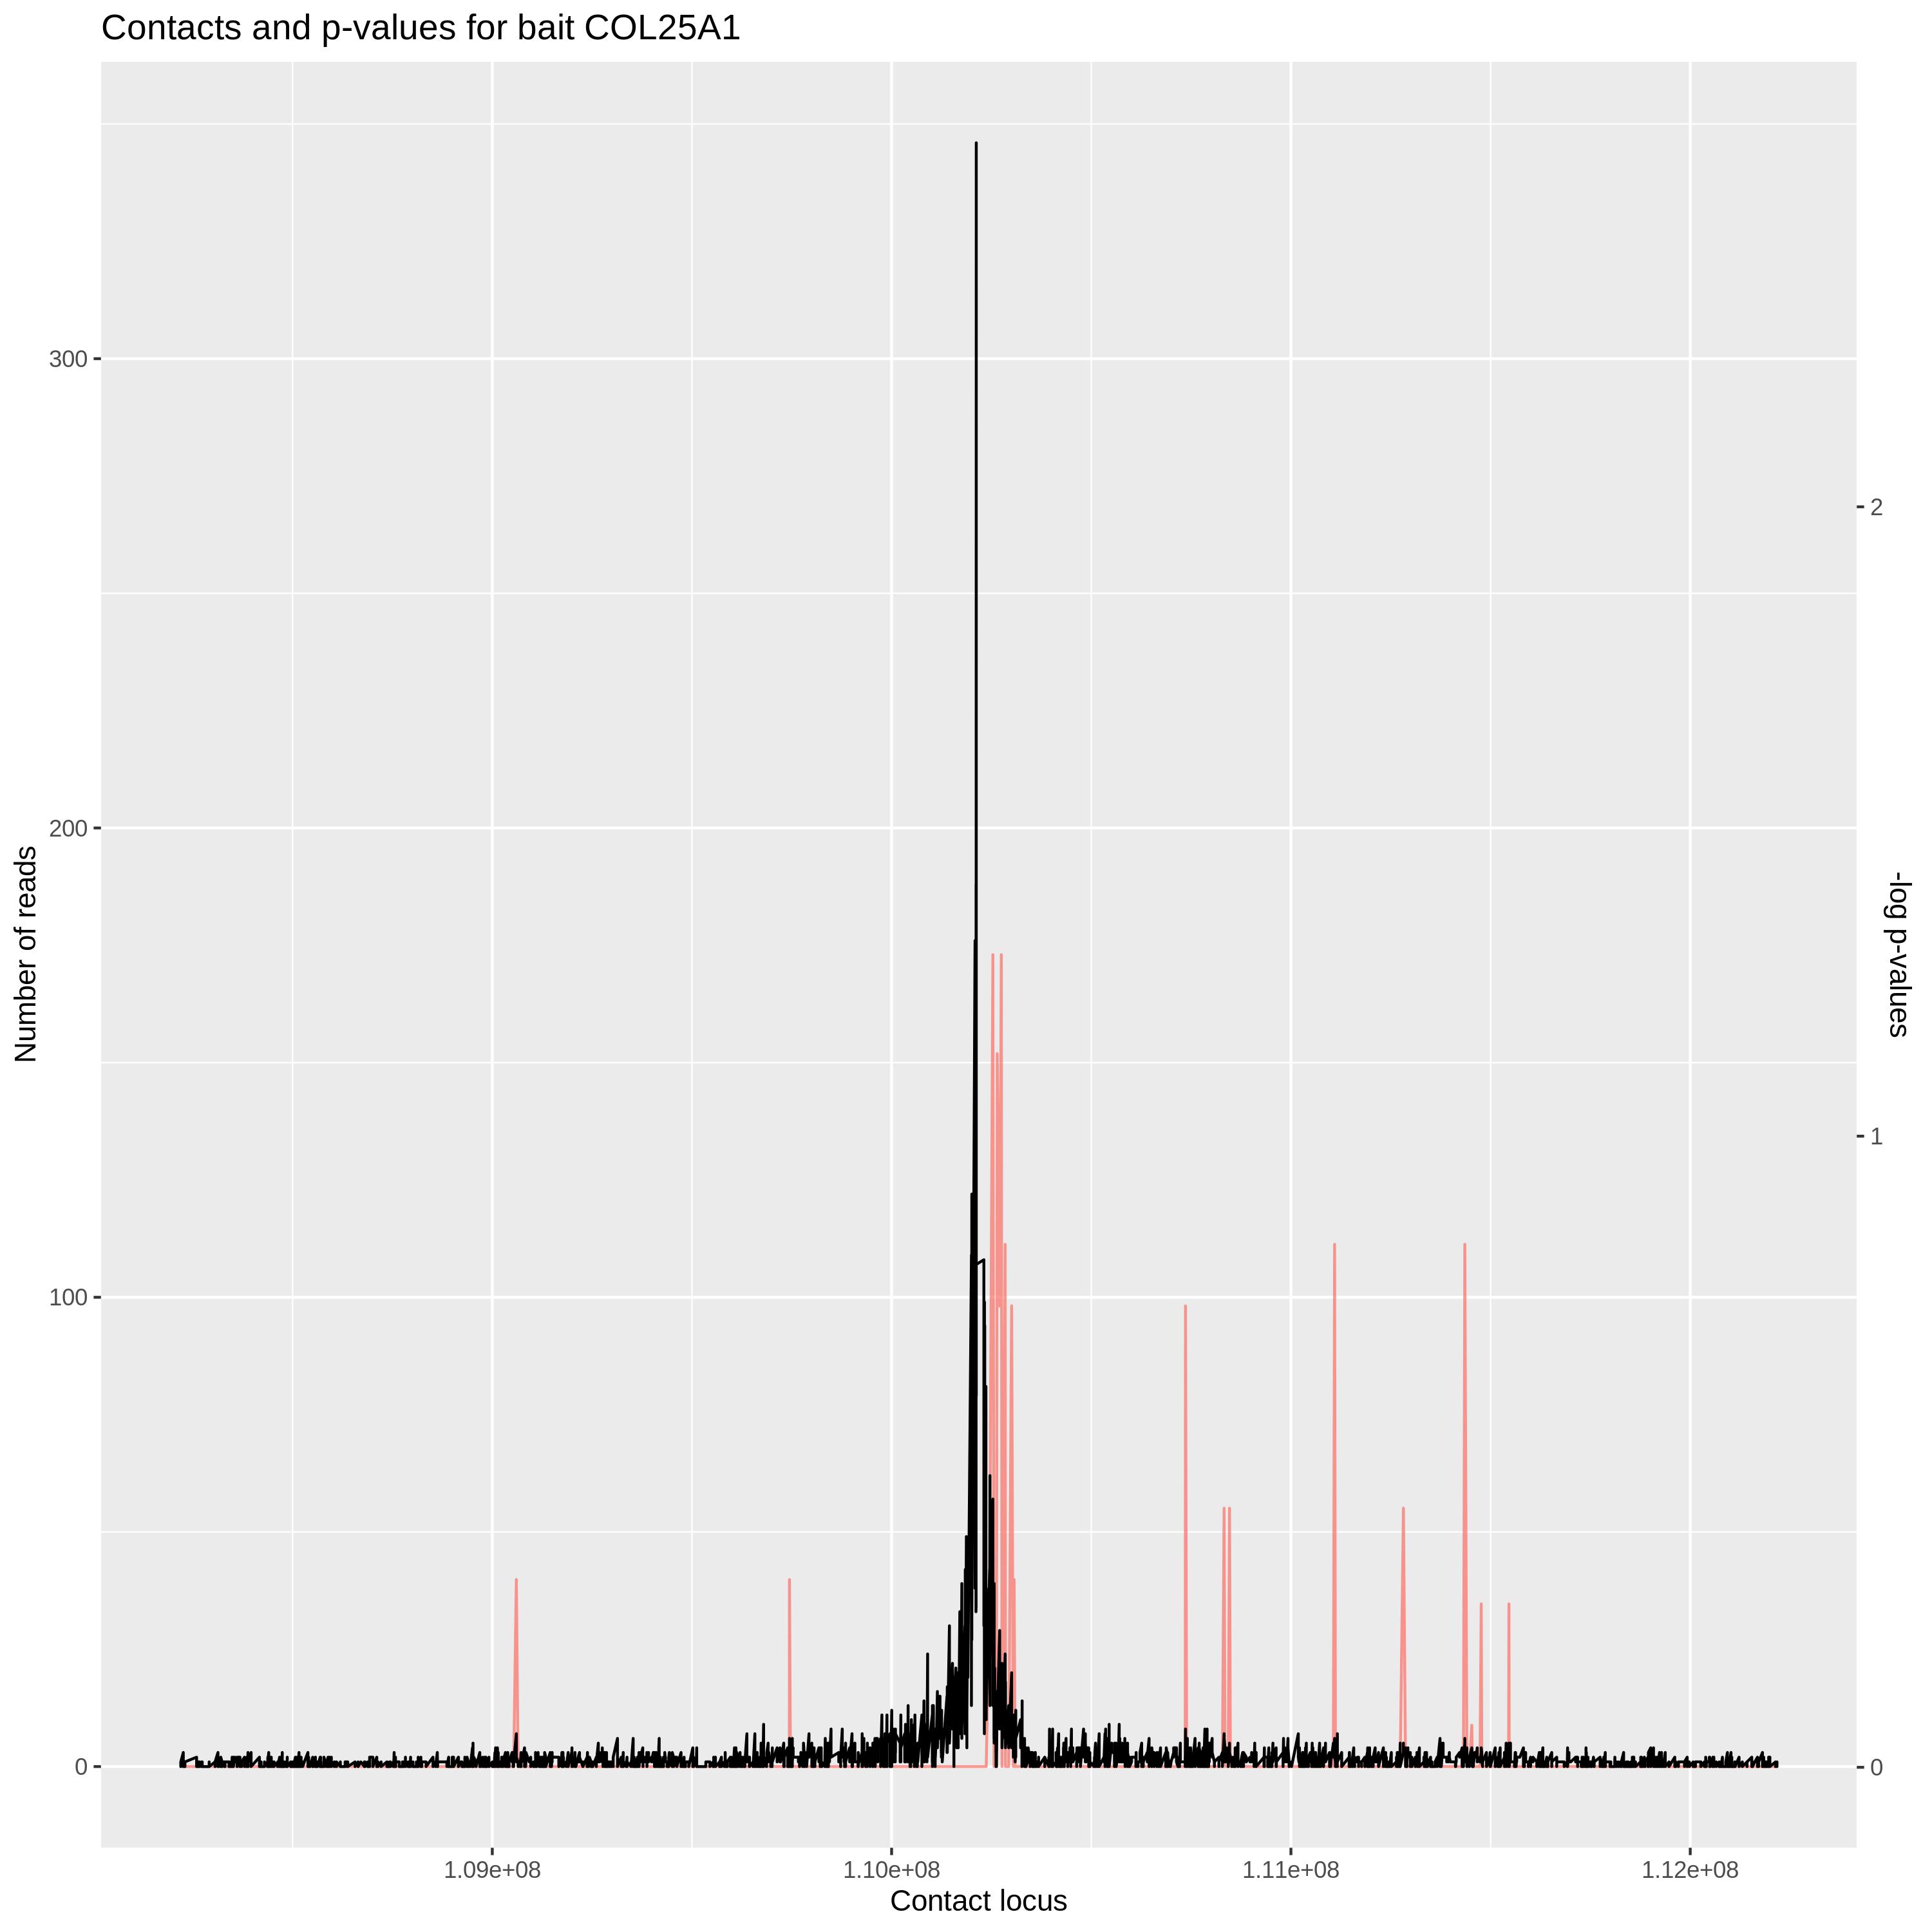 Contacts and p-values for bait COL25A1
300
200
100
0
Number of reads
2
1
0
-log p-values
1.09e+08
1.10e+08
1.11e+08
1.12e+08
Contact locus